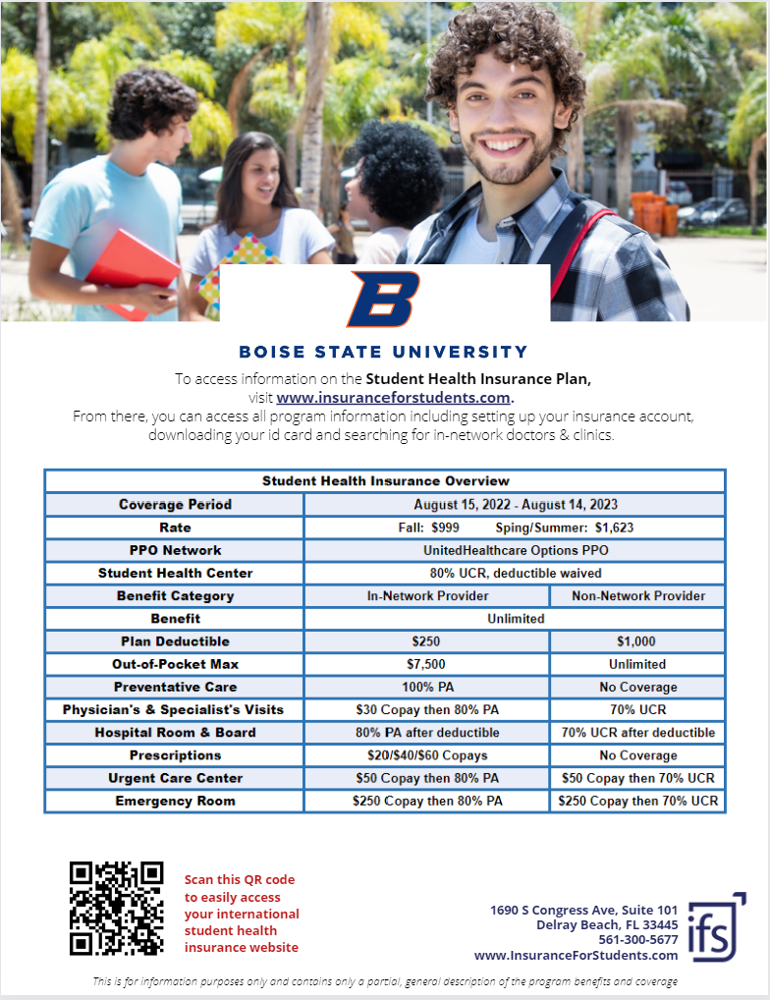 B
BOISE STATE UNIVERSITY
To access information on the Student Health Insurance Plan,
visit www.insuranceforstudents.com.
From there, you can access all program information including setting up your insurance account,
downloading your id card and searching for in-network doctors & clinics.
Student Health Insurance Overview
Coverage Period August 15, 2022 - August 14, 2023
Rate Fall: $999 Sping/Summer: $1,623
PPO Network UnitedHealthcare Options PPO
Student Health Center 80% UCR, deductible waived
Benefit Category In-Network Provider Non-Network Provider
Benefit Unlimited
Plan Deductible $250 $1,000
Out-of-Pocket Max $7,500 Unlimited
Preventative Care 100% PA No Coverage
Physician's & Specialist's Visits $30 Copay then 80% PA 70% UCR
Hospital Room & Board 80% PA after deductible 70% UCR after deductible
Prescriptions $20/$40/$60 Copays No Coverage
Urgent Care Center $50 Copay then 80% PA $50 Copay then 70% UCR
Emergency Room $250 Copay then 80% PA $250 Copay then 70% UCR
Scan this QR code
to easily access
your international
student health
insurance website
1690 S Congress Ave, Suite 101
Delray Beach, FL 33445
561-300-5677
www.InsuranceForStudents.com
ifs
This is for information purposes only and contains only a partial, general description of the program benefits and coverage